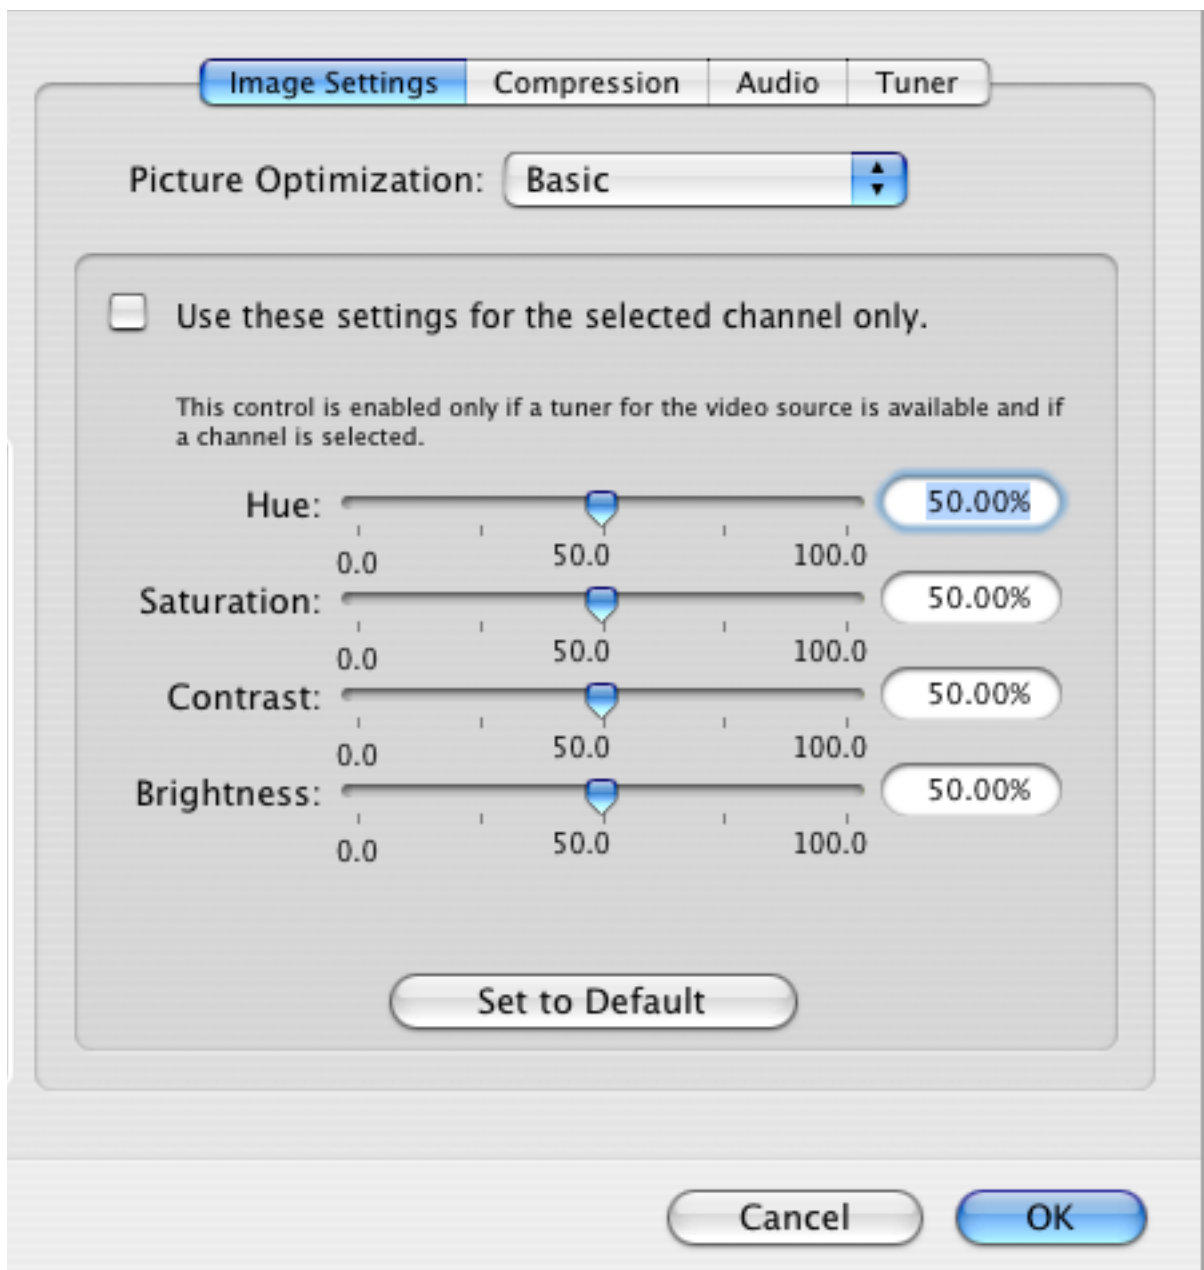 Image Settings Compression Audio Tuner
Picture Optimization: Basic
Use these settings for the selected channel only.
This control is enabled only if a tuner for the video source is available and if
a channel is selected.
Hue: 50.00%
0.0 50.0 100.0
Saturation: 50.00%
0.0 50.0 100.0
Contrast: 50.00%
0.0 50.0 100.0
Brightness: 50.00%
0.0 50.0 100.0
Set to Default
Cancel OK